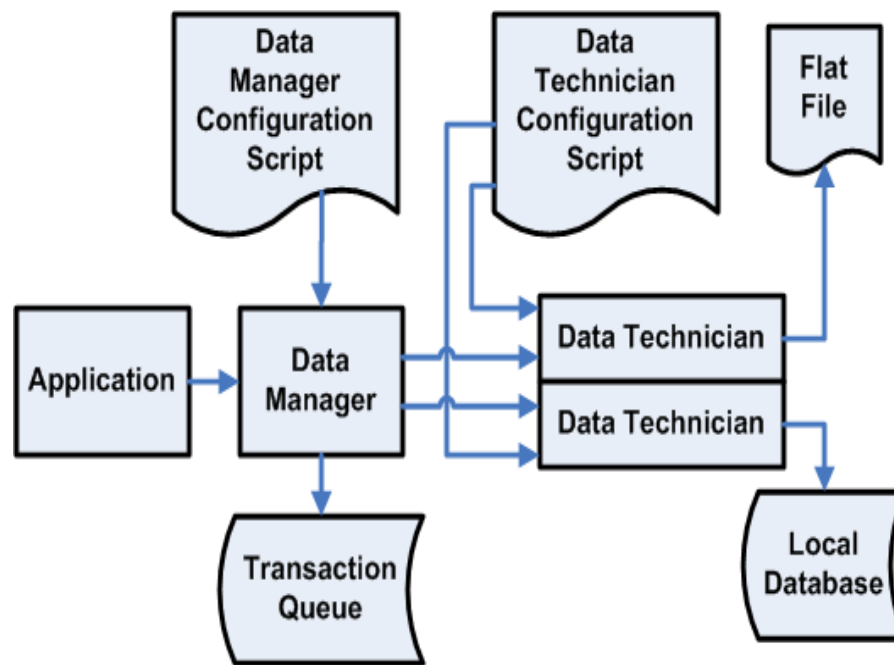 Data
Manager
Configuration
Script
Data
Technician
Configuration
Script
Flat
File
Application
Data
Manager
Data Technician
Data Technician
Transaction
Queue
Local
Database